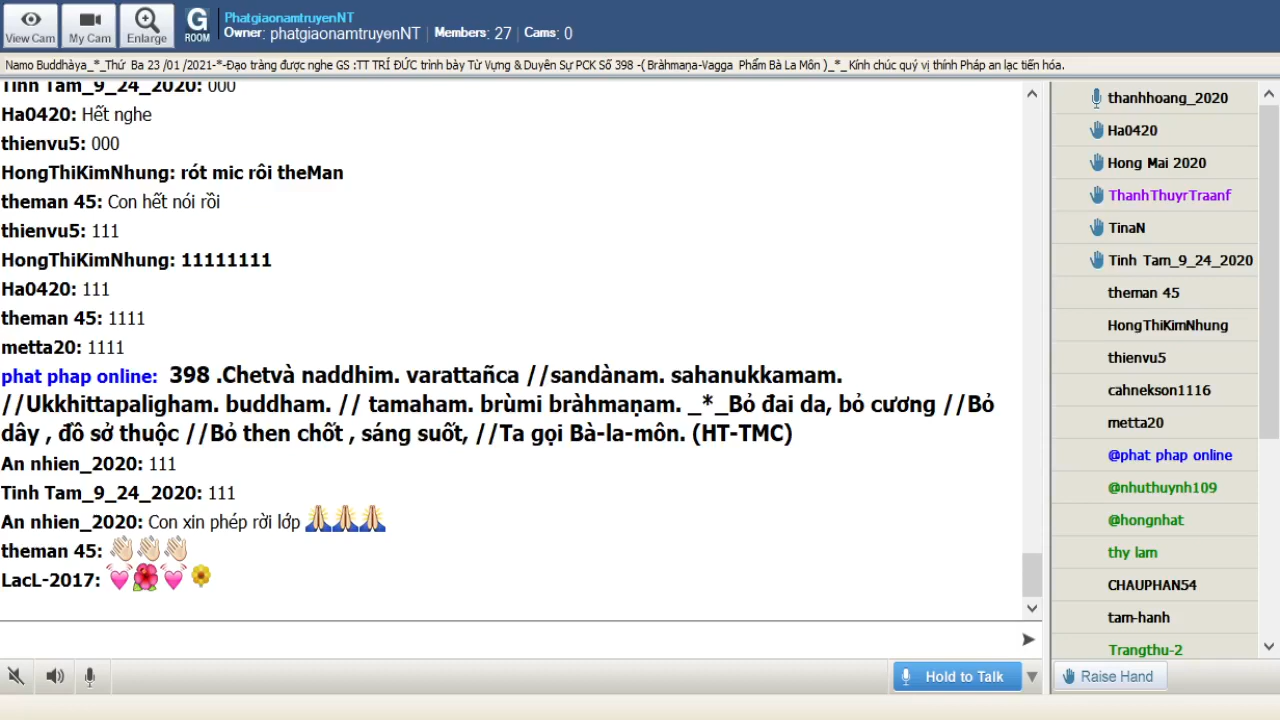 View Cam
My Cam
Enlarge
G
ROOM
PhatgiaonamtruyenNT
Owner: phatgiaonamtruyenNT | Members: 27 | Cams: 0
Namo Buddhàya_*_Thứ Ba 23 /01 /2021-*-Đạo tràng được nghe GS :TT TRÍ ĐỨC trình bày Từ Vựng & Duyên Sự PCK Số 398 -( Bràhmaṇa-Vagga Phẩm Bà La Môn )_*_ Kính chúc quý vị thính Pháp an lạc tiến hóa.
Tinh Tam_9_24_2020: 000
Ha0420: Hết nghe
thienvu5: 000
HongThiKimNhung: rót mic rôi theMan
theman 45: Con hết nói rồi
thienvu5: 111
HongThiKimNhung: 11111111
Ha0420: 111
theman 45: 1111
metta20: 1111
phat phap online: 398 .Chetvà naddhim. varattañca //sandànam. sahanukkamam.
//Ukkhittapaligham. buddham. // tamaham. brùmi bràhmaṇam. _*_Bỏ đai da, bỏ cương //Bỏ
dây , đồ sở thuộc //Bỏ then chốt , sáng suốt, //Ta gọi Bà-la-môn. (HT-TMC)
An nhien_2020: 111
Tinh Tam_9_24_2020: 111
An nhien_2020: Con xin phép rời lớp 🙏🙏🙏
theman 45: 👋👋👋
LacL-2017: 💓🌺💓🌼
thanhhoang_2020
Ha0420
Hong Mai 2020
ThanhThuyrTraanf
TinaN
Tinh Tam_9_24_2020
theman 45
HongThiKimNhung
thienvu5
cahnekson1116
metta20
@phat phap online
@nhuthuynh109
@hongnhat
thy lam
CHAUPHAN54
tam-hanh
Trangthu-2
Hold to Talk
Raise Hand